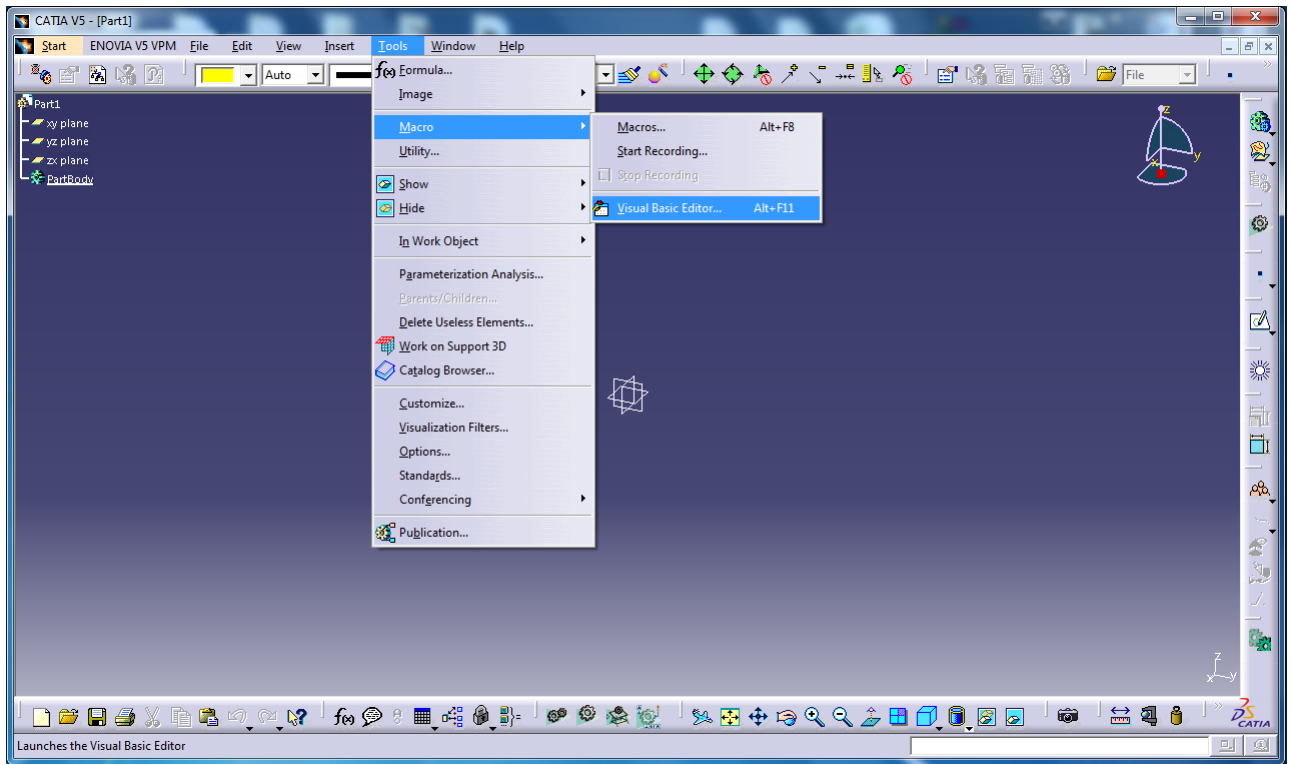 CATIA V5 - [Part1]
Start ENOVIA V5 VPM File Edit View Insert Tools Window Help
Auto
File
Part1
xy plane
yz plane
zx plane
PartBody
f(x) Formula...
Image
Macro
Utility...
Show
Hide
In Work Object
Parameterization Analysis...
Parents/Children...
Delete Useless Elements...
Work on Support 3D
Catalog Browser...
Customize...
Visualization Filters...
Options...
Standards...
Conferencing
Publication...
Macros... Alt+F8
Start Recording...
Stop Recording
Visual Basic Editor... Alt+F11
z
y
x
z
x y
f(x)
CATIA
Launches the Visual Basic Editor